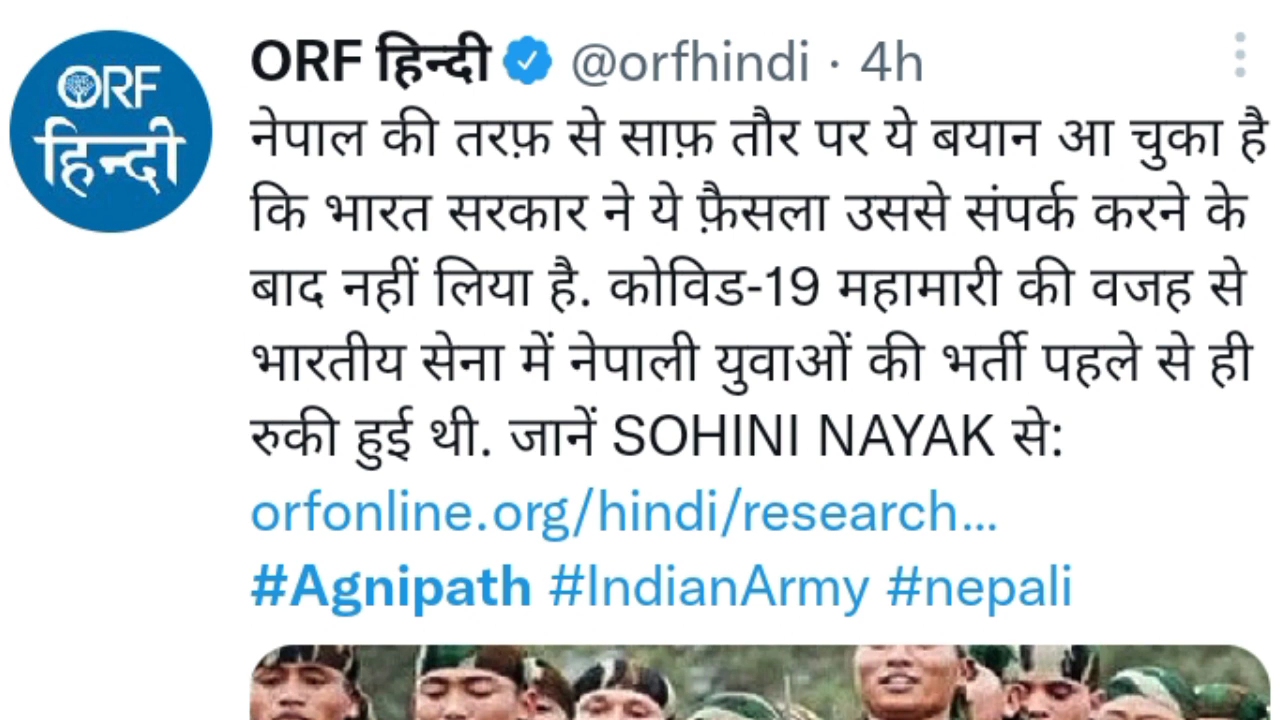 ORF हिन्दी
ORF हिन्दी @orfhindi · 4h
नेपाल की तरफ़ से साफ़ तौर पर ये बयान आ चुका है
कि भारत सरकार ने ये फ़ैसला उससे संपर्क करने के
बाद नहीं लिया है. कोविड-19 महामारी की वजह से
भारतीय सेना में नेपाली युवाओं की भर्ती पहले से ही
रुकी हुई थी. जानें SOHINI NAYAK से:
orfonline.org/hindi/research...
#Agnipath #IndianArmy #nepali